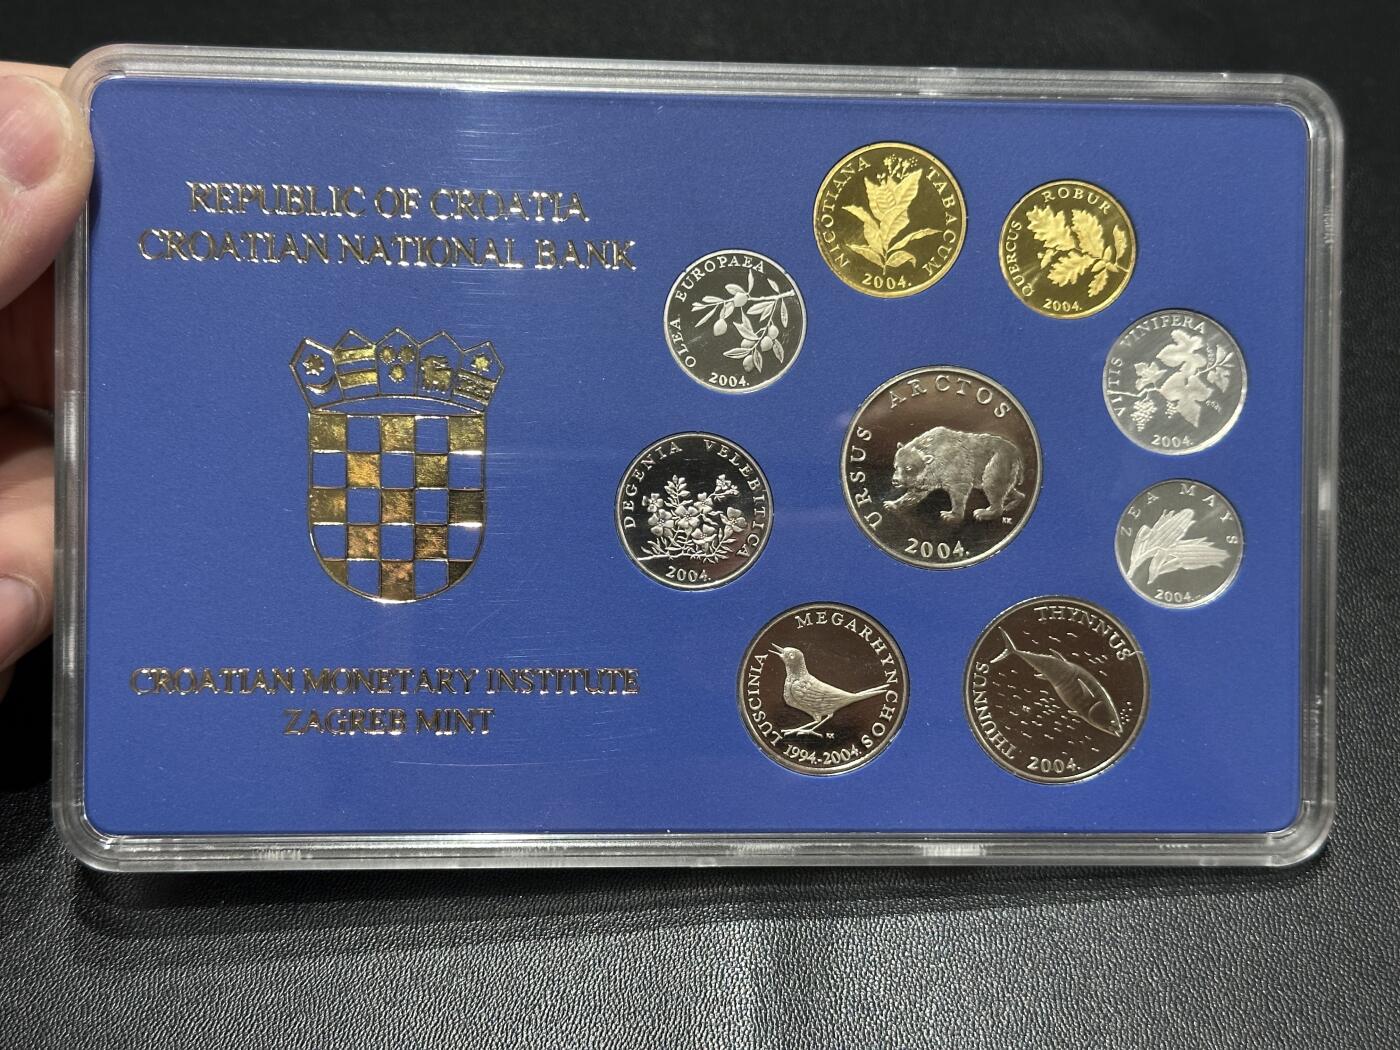 REPUBLIC OF CROATIA
CROATIAN NATIONAL BANK
CROATIAN MONETARY INSTITUTE
ZAGREB MINT
NICOTIANA TABACUM
2004.
QUERCUS ROBUR
2004.
OLEA EUROPAEA
2004.
VITIS VINIFERA
2004.
URSUS ARCTOS
KK
2004.
DEGENIA VELEBITICA
2004.
ZEA MAYS
2004.
LUSCINIA MEGARHYNCHOS
KK
1994.-2004.
THUNNUS THYNNUS
2004.